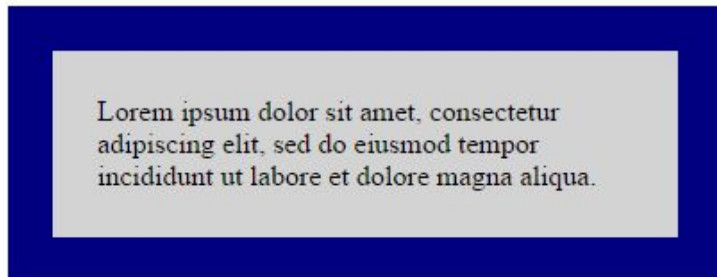 Lorem ipsum dolor sit amet, consectetur
adipiscing elit, sed do eiusmod tempor
incididunt ut labore et dolore magna aliqua.